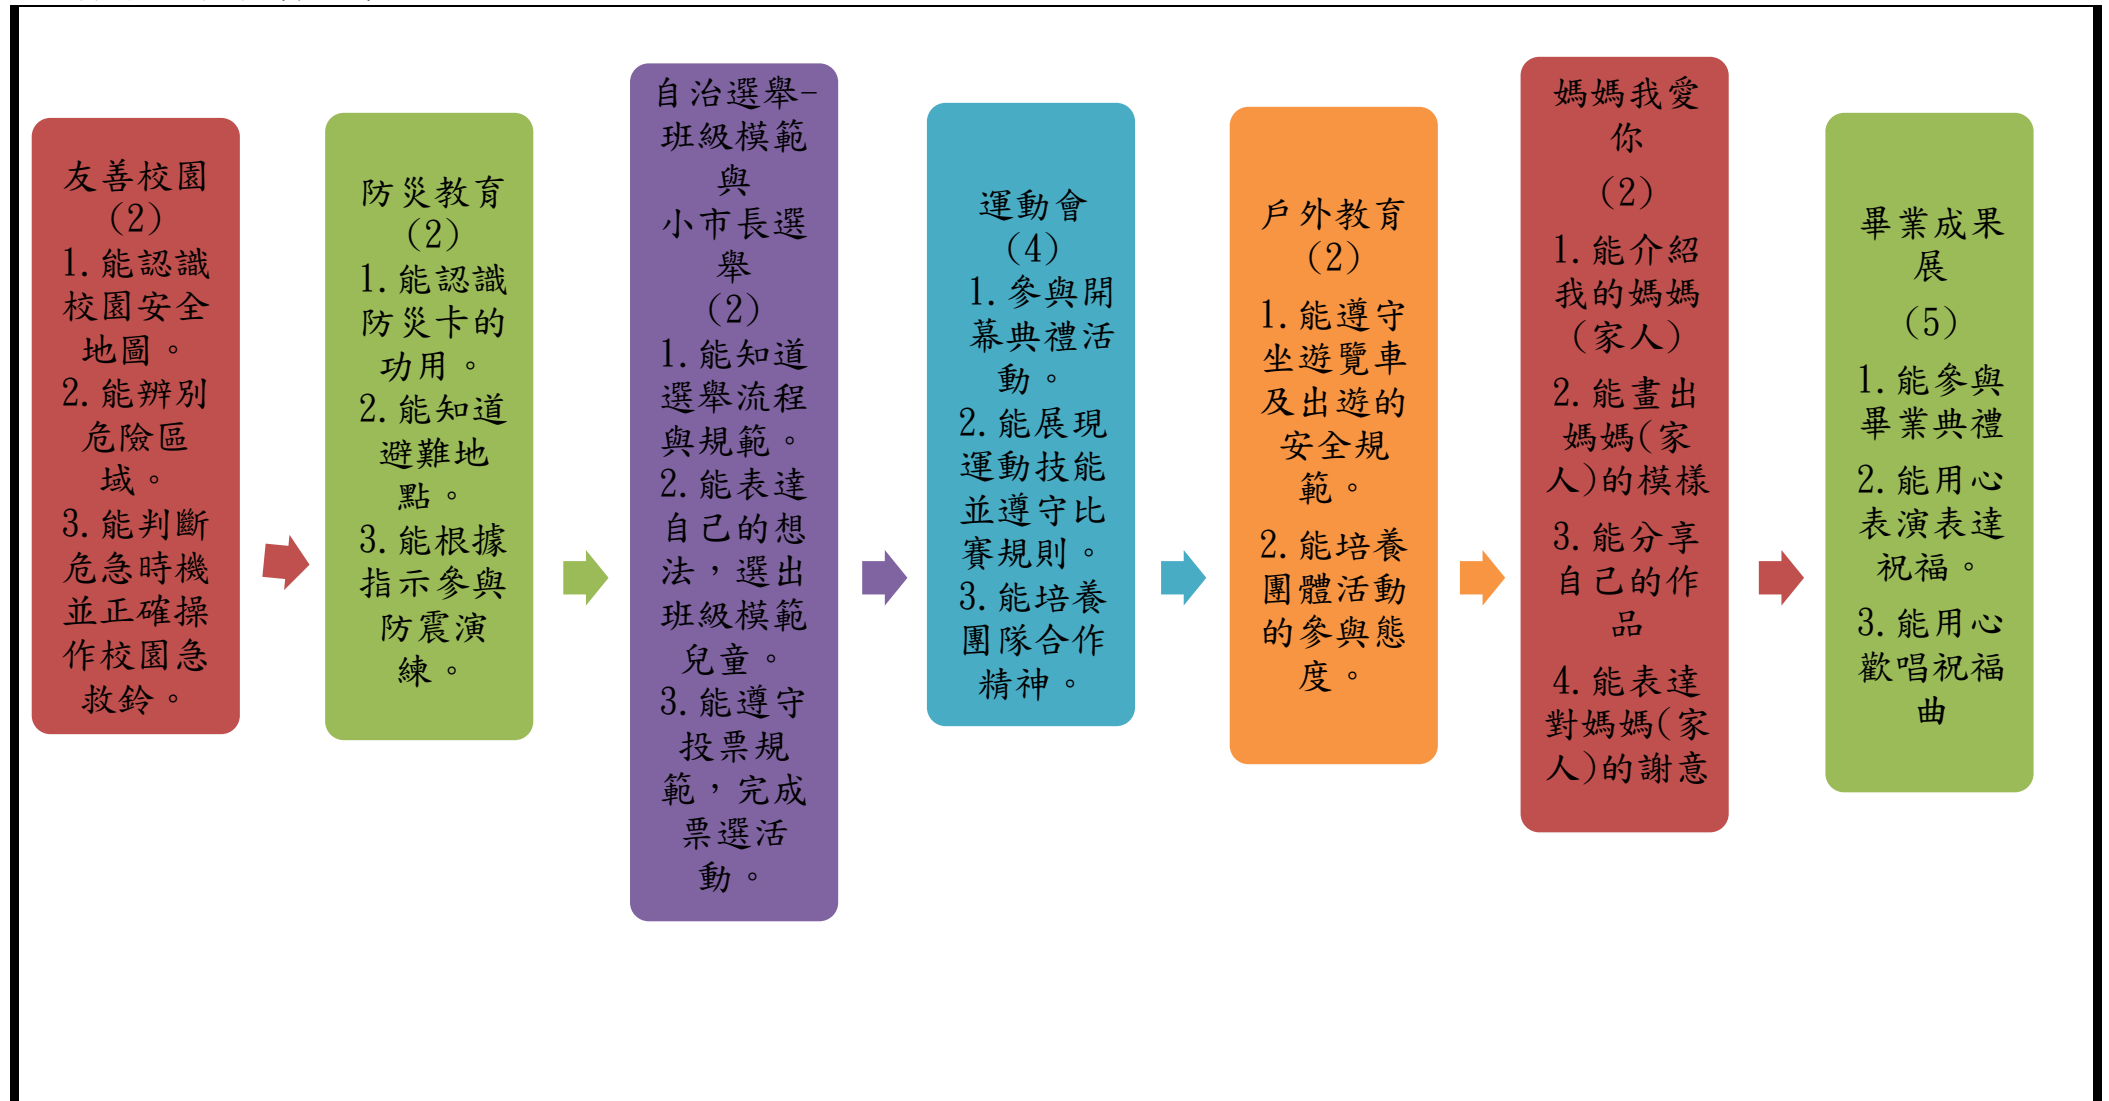 友善校園
(2)
1.能認識
校園安全
地圖。
2.能辨別
危險區
域。
3.能判斷
危急時機
並正確操
作校園急
救鈴。
防災教育
(2)
1.能認識
防災卡的
功用。
2.能知道
避難地
點。
3.能根據
指示參與
防震演
練。
自治選舉-
班級模範
與
小市長選
舉
(2)
1.能知道
選舉流程
與規範。
2.能表達
自己的想
法，選出
班級模範
兒童。
3.能遵守
投票規
範，完成
票選活
動。
運動會
(4)
1.參與開
幕典禮活
動。
2.能展現
運動技能
並遵守比
賽規則。
3.能培養
團隊合作
精神。
戶外教育
(2)
1.能遵守
坐遊覽車
及出遊的
安全規
範。
2.能培養
團體活動
的參與態
度。
媽媽我愛
你
(2)
1.能介紹
我的媽媽
(家人)
2.能畫出
媽媽(家
人)的模樣
3.能分享
自己的作
品
4.能表達
對媽媽(家
人)的謝意
畢業成果
展
(5)
1.能參與
畢業典禮
2.能用心
表演表達
祝福。
3.能用心
歡唱祝福
曲